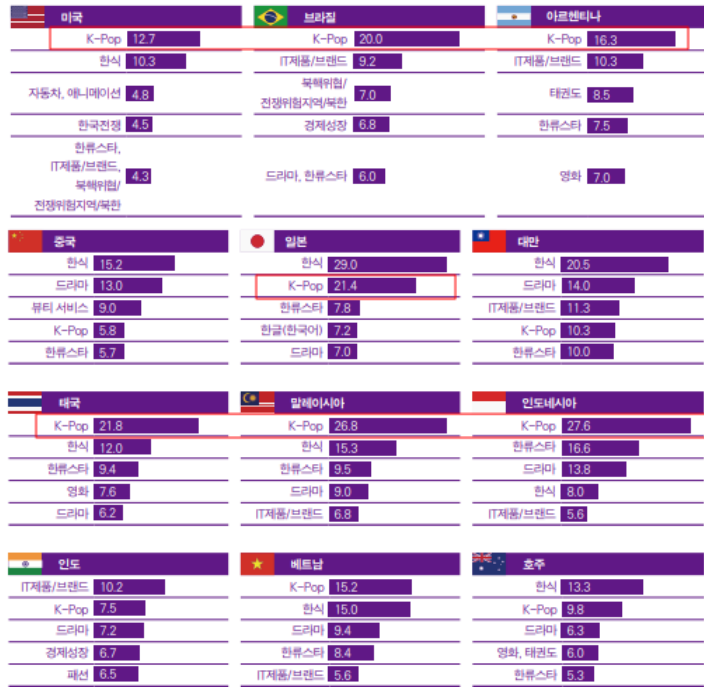 미국
K-Pop 12.7
한식 10.3
자동차, 애니메이션 4.8
한국전쟁 4.5
한류스타,
IT제품/브랜드,
북핵위협/
전쟁위험지역/북한
4.3
브라질
K-Pop 20.0
IT제품/브랜드 9.2
북핵위협/
전쟁위험지역/북한
7.0
경제성장 6.8
드라마, 한류스타 6.0
아르헨티나
K-Pop 16.3
IT제품/브랜드 10.3
태권도 8.5
한류스타 7.5
영화 7.0
중국
한식 15.2
드라마 13.0
뷰티 서비스 9.0
K-Pop 5.8
한류스타 5.7
일본
한식 29.0
K-Pop 21.4
한류스타 7.8
한글(한국어) 7.2
드라마 7.0
대만
한식 20.5
드라마 14.0
IT제품/브랜드 11.3
K-Pop 10.3
한류스타 10.0
태국
K-Pop 21.8
한식 12.0
한류스타 9.4
영화 7.6
드라마 6.2
말레이시아
K-Pop 26.8
한식 15.3
한류스타 9.5
드라마 9.0
IT제품/브랜드 6.8
인도네시아
K-Pop 27.6
한류스타 16.6
드라마 13.8
한식 8.0
IT제품/브랜드 5.6
인도
IT제품/브랜드 10.2
K-Pop 7.5
드라마 7.2
경제성장 6.7
패션 6.5
베트남
K-Pop 15.2
한식 15.0
드라마 9.4
한류스타 8.4
IT제품/브랜드 5.6
호주
한식 13.3
K-Pop 9.8
드라마 6.3
영화, 태권도 6.0
한류스타 5.3